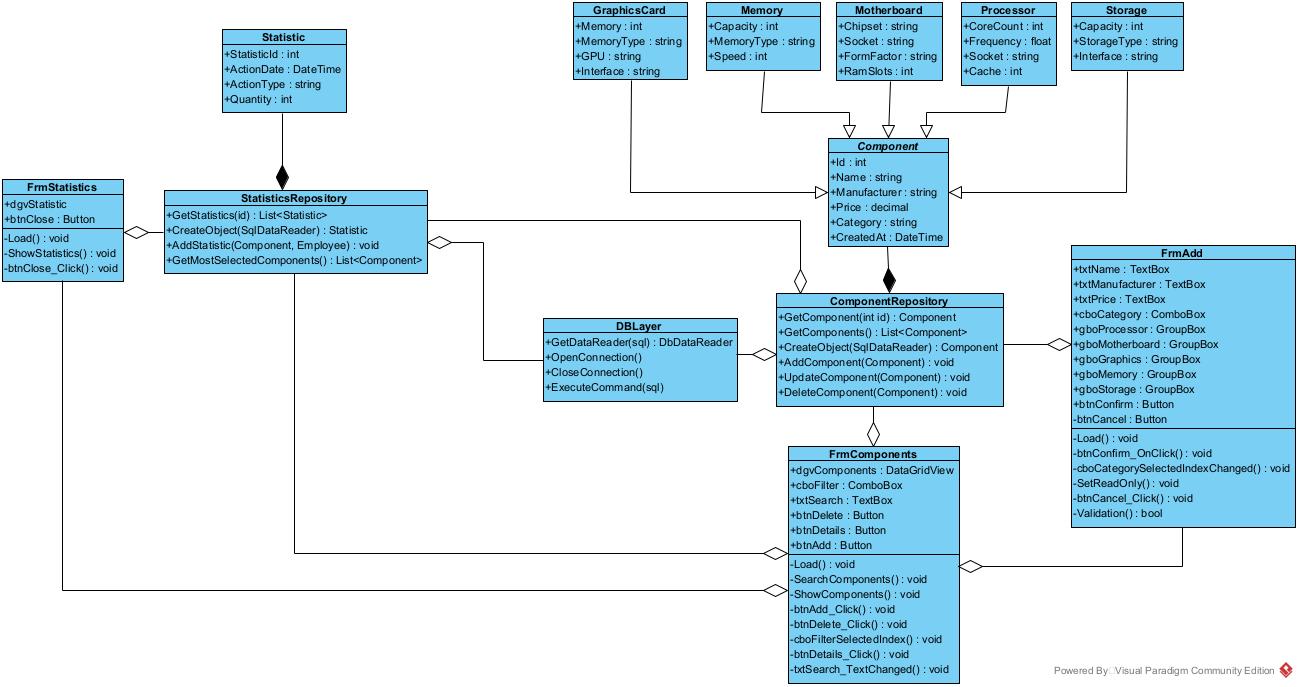 GraphicsCard
+Memory : int
+MemoryType : string
+GPU : string
+Interface : string
Memory
+Capacity : int
+MemoryType : string
+Speed : int
Motherboard
+Chipset : string
+Socket : string
+FormFactor : string
+RamSlots : int
Processor
+CoreCount : int
+Frequency : float
+Socket : string
+Cache : int
Storage
+Capacity : int
+StorageType : string
+Interface : string
Statistic
+StatisticId : int
+ActionDate : DateTime
+ActionType : string
+Quantity : int
Component
+Id : int
+Name : string
+Manufacturer : string
+Price : decimal
+Category : string
+CreatedAt : DateTime
FrmStatistics
+dgvStatistic
+btnClose : Button
-Load() : void
-ShowStatistics() : void
-btnClose_Click() : void
StatisticsRepository
+GetStatistics(id) : List<Statistic>
+CreateObject(SqlDataReader) : Statistic
+AddStatistic(Component, Employee) : void
+GetMostSelectedComponents() : List<Component>
DBLayer
+GetDataReader(sql) : DbDataReader
+OpenConnection()
+CloseConnection()
+ExecuteCommand(sql)
ComponentRepository
+GetComponent(int id) : Component
+GetComponents() : List<Component>
+CreateObject(SqlDataReader) : Component
+AddComponent(Component) : void
+UpdateComponent(Component) : void
+DeleteComponent(Component) : void
FrmAdd
+txtName : TextBox
+txtManufacturer : TextBox
+txtPrice : TextBox
+cboCategory : ComboBox
+gboProcessor : GroupBox
+gboMotherboard : GroupBox
+gboGraphics : GroupBox
+gboMemory : GroupBox
+gboStorage : GroupBox
+btnConfirm : Button
-btnCancel : Button
-Load() : void
-btnConfirm_OnClick() : void
-cboCategorySelectedIndexChanged() : void
-SetReadOnly() : void
-btnCancel_Click() : void
-Validation() : bool
FrmComponents
+dgvComponents : DataGridView
+cboFilter : ComboBox
+txtSearch : TextBox
+btnDelete : Button
+btnDetails : Button
+btnAdd : Button
-Load() : void
-SearchComponents() : void
-ShowComponents() : void
-btnAdd_Click() : void
-btnDelete_Click() : void
-cboFilterSelectedIndex() : void
-btnDetails_Click() : void
-txtSearch_TextChanged() : void
Powered By Visual Paradigm Community Edition